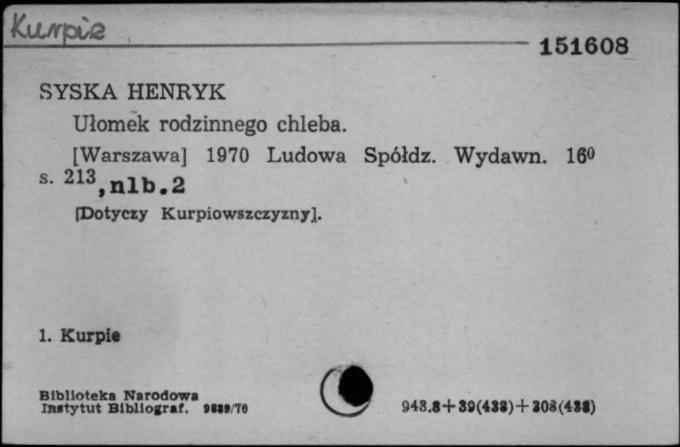 Kurpie
151608
SYSKA HENRYK
Ułomek rodzinnego chleba.
[Warszawa] 1970 Ludowa Spółdz. Wydawn. 16⁰
s. 213, nlb. 2
[Dotyczy Kurpiowszczyzny].
1. Kurpie
Biblioteka Narodowa
Instytut Bibliograf. 9889/70
943.8+39(438)+308(438)